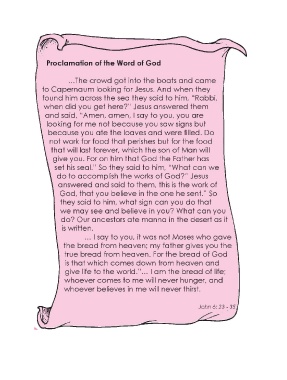 Proclamation of the Word of God
...The crowd got into the boats and came
to Capernaum looking for Jesus. And when they
found him across the sea they said to him, "Rabbi,
when did you get here?" Jesus answered them
and said, "Amen, amen, I say to you, you are
looking for me not because you saw signs but
because you ate the loaves and were filled. Do
not work for food that perishes but for the food
that will last forever, which the son of Man will
give you. For on him that God the Father has
set his seal." So they said to him, "What can we
do to accomplish the works of God?" Jesus
answered and said to them, this is the work of
God, that you believe in the one he sent." So
they said to him, what sign can you do that
we may see and believe in you? What can you
do? Our ancestors ate manna in the desert as it
is written.
... I say to you, it was not Moses who gave
the bread from heaven; my father gives you the
true bread from heaven. For the bread of God
is that which comes down from heaven and
give life to the world."... I am the bread of life;
whoever comes to me will never hunger, and
whoever believes in me will never thirst.
John 6: 23 - 35